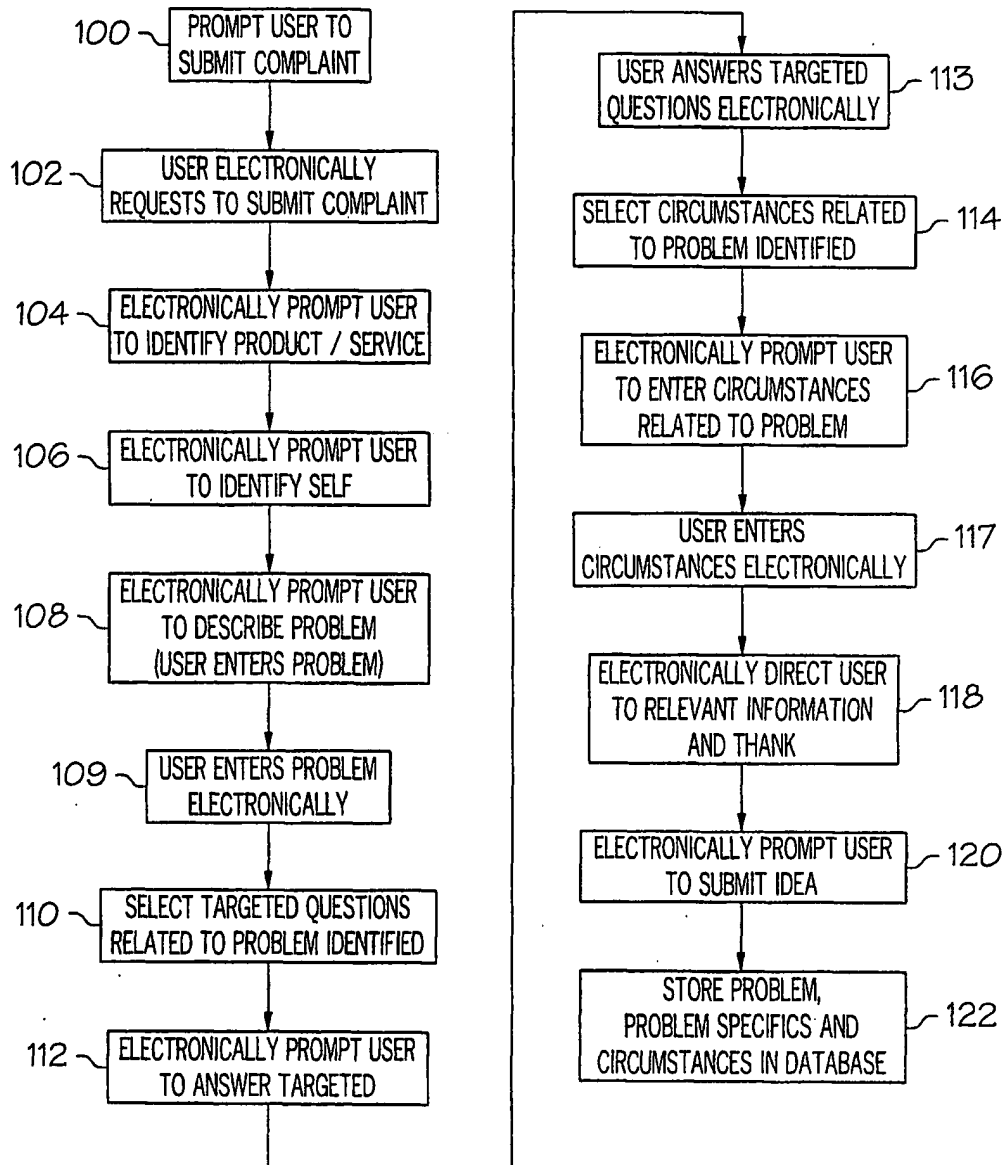 100
PROMPT USER TO
SUBMIT COMPLAINT
102
USER ELECTRONICALLY
REQUESTS TO SUBMIT COMPLAINT
104
ELECTRONICALLY PROMPT USER
TO IDENTIFY PRODUCT / SERVICE
106
ELECTRONICALLY PROMPT USER
TO IDENTIFY SELF
108
ELECTRONICALLY PROMPT USER
TO DESCRIBE PROBLEM
(USER ENTERS PROBLEM)
109
USER ENTERS PROBLEM
ELECTRONICALLY
110
SELECT TARGETED QUESTIONS
RELATED TO PROBLEM IDENTIFIED
112
ELECTRONICALLY PROMPT USER
TO ANSWER TARGETED
USER ANSWERS TARGETED
QUESTIONS ELECTRONICALLY
113
SELECT CIRCUMSTANCES RELATED
TO PROBLEM IDENTIFIED
114
ELECTRONICALLY PROMPT USER
TO ENTER CIRCUMSTANCES
RELATED TO PROBLEM
116
USER ENTERS
CIRCUMSTANCES ELECTRONICALLY
117
ELECTRONICALLY DIRECT USER
TO RELEVANT INFORMATION
AND THANK
118
ELECTRONICALLY PROMPT USER
TO SUBMIT IDEA
120
STORE PROBLEM,
PROBLEM SPECIFICS AND
CIRCUMSTANCES IN DATABASE
122